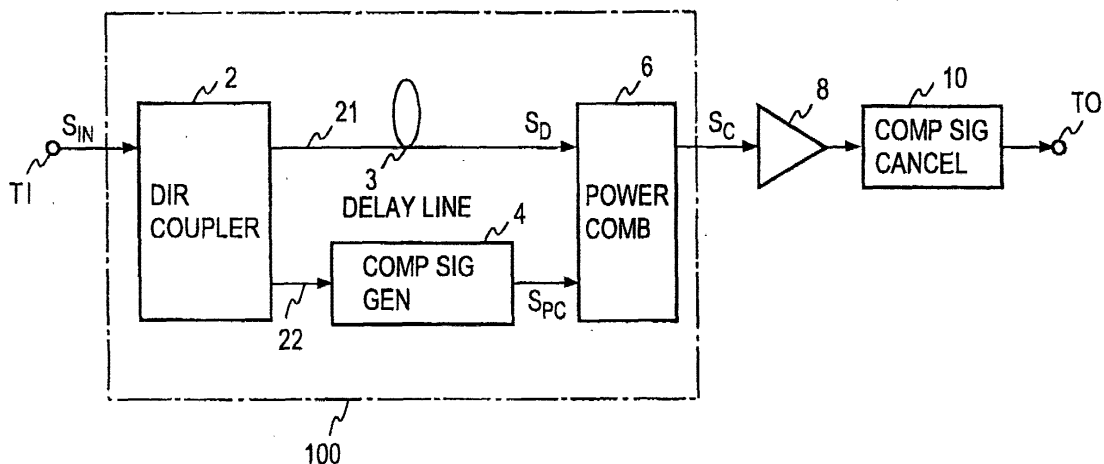 2
6
8
10
TO
S_IN
21
S_D
S_C
COMP SIG
CANCEL
TI
3
DIR
COUPLER
DELAY LINE
POWER
COMB
4
COMP SIG
GEN
22
S_PC
100